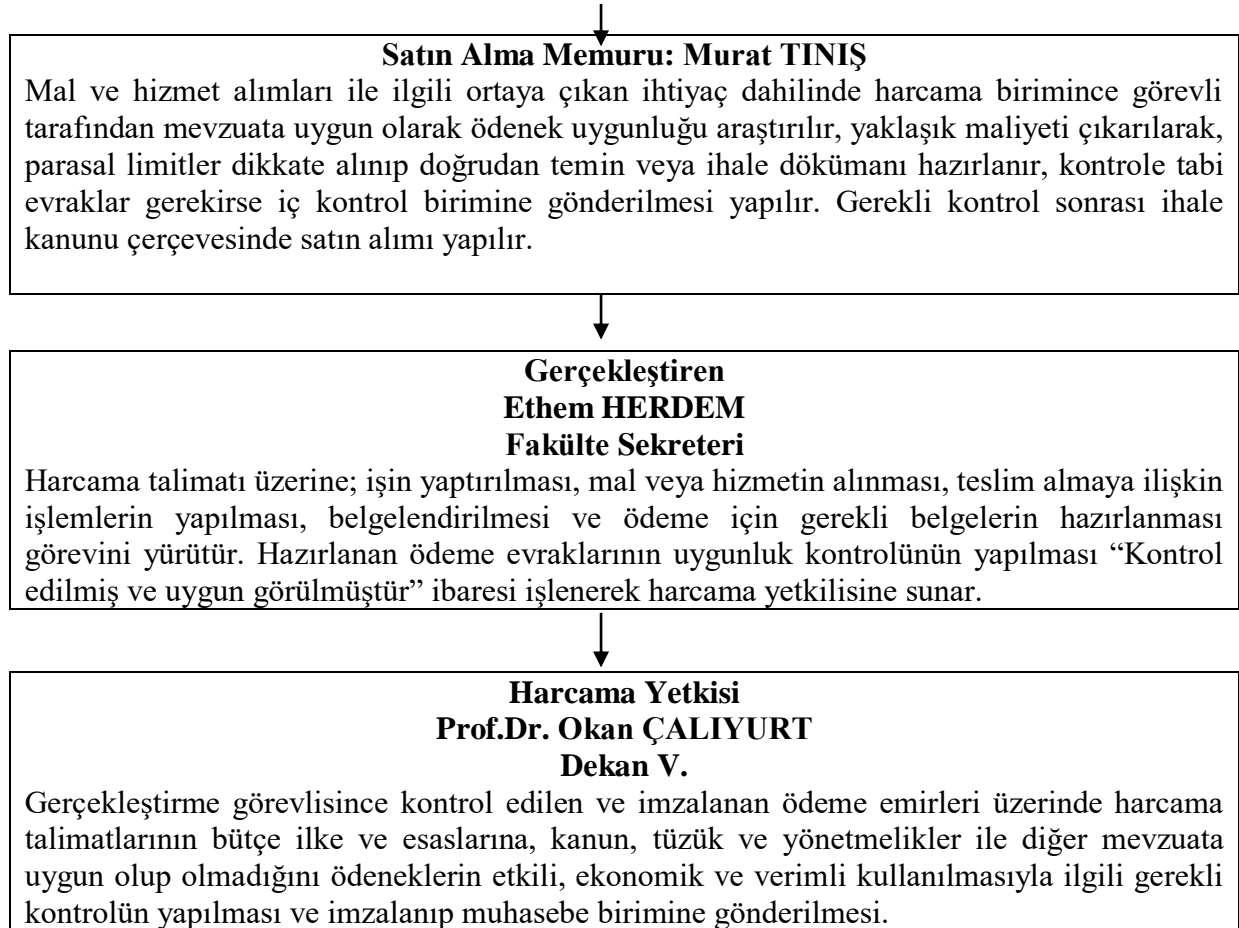 Satın Alma Memuru: Murat TINIŞ
Mal ve hizmet alımları ile ilgili ortaya çıkan ihtiyaç dahilinde harcama birimince görevli
tarafından mevzuata uygun olarak ödenek uygunluğu araştırılır, yaklaşık maliyeti çıkarılarak,
parasal limitler dikkate alınıp doğrudan temin veya ihale dökümanı hazırlanır, kontrole tabi
evraklar gerekirse iç kontrol birimine gönderilmesi yapılır. Gerekli kontrol sonrası ihale
kanunu çerçevesinde satın alımı yapılır.
Gerçekleştiren
Ethem HERDEM
Fakülte Sekreteri
Harcama talimatı üzerine; işin yaptırılması, mal veya hizmetin alınması, teslim almaya ilişkin
işlemlerin yapılması, belgelendirilmesi ve ödeme için gerekli belgelerin hazırlanması
görevini yürütür. Hazırlanan ödeme evraklarının uygunluk kontrolünün yapılması “Kontrol
edilmiş ve uygun görülmüştür” ibaresi işlenerek harcama yetkilisine sunar.
Harcama Yetkisi
Prof.Dr. Okan ÇALIYURT
Dekan V.
Gerçekleştirme görevlisince kontrol edilen ve imzalanan ödeme emirleri üzerinde harcama
talimatlarının bütçe ilke ve esaslarına, kanun, tüzük ve yönetmelikler ile diğer mevzuata
uygun olup olmadığını ödeneklerin etkili, ekonomik ve verimli kullanılmasıyla ilgili gerekli
kontrolün yapılması ve imzalanıp muhasebe birimine gönderilmesi.